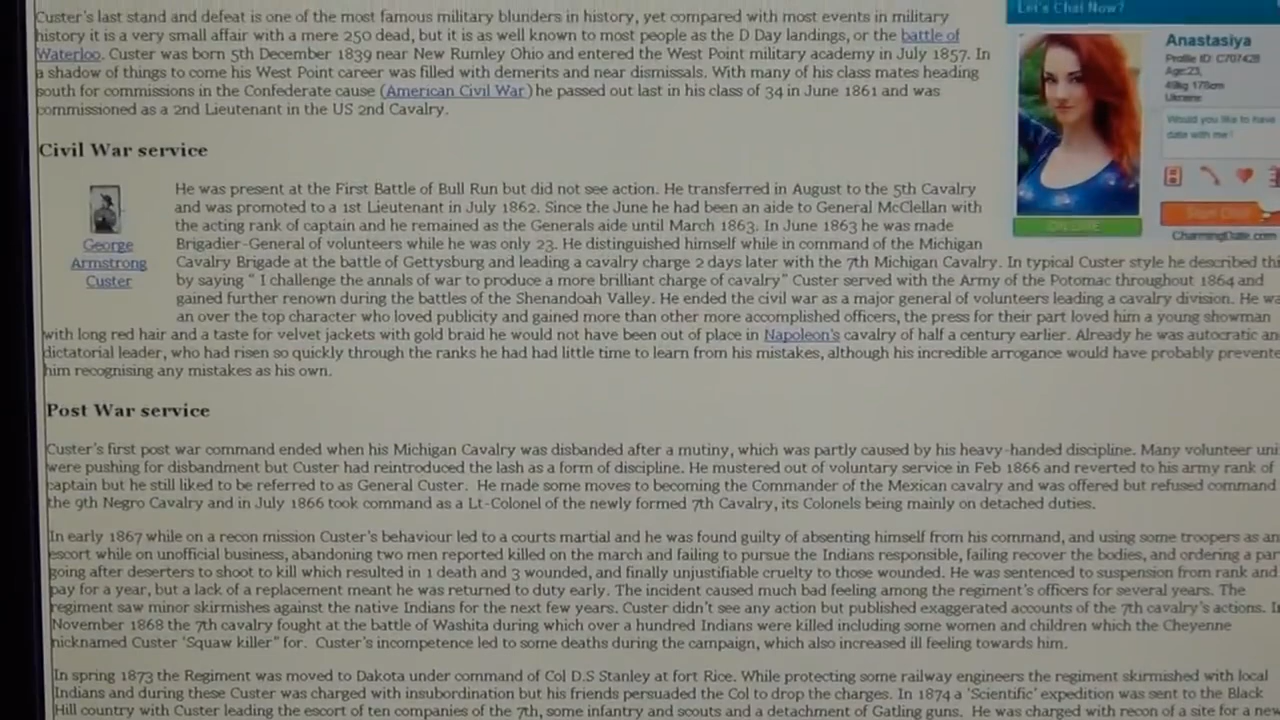 Custer's last stand and defeat is one of the most famous military blunders in history, yet compared with most events in military
history it is a very small affair with a mere 250 dead, but it is as well known to most people as the D Day landings, or the battle of
Waterloo. Custer was born 5th December 1839 near New Rumley Ohio and entered the West Point military academy in July 1857. In
a shadow of things to come his West Point career was filled with demerits and near dismissals. With many of his class mates heading
south for commissions in the Confederate cause (American Civil War) he passed out last in his class of 34 in June 1861 and was
commissioned as a 2nd Lieutenant in the US 2nd Cavalry.
Let's Chat Now?
Anastasiya
Profile ID: C707428
Age:23,
49kg 178cm
Ukraine
Would you like to have
date with me!
ONLINE
CharmingDate.com
Civil War service
George
Armstrong
Custer
He was present at the First Battle of Bull Run but did not see action. He transferred in August to the 5th Cavalry
and was promoted to a 1st Lieutenant in July 1862. Since the June he had been an aide to General McClellan with
the acting rank of captain and he remained as the Generals aide until March 1863. In June 1863 he was made
Brigadier-General of volunteers while he was only 23. He distinguished himself while in command of the Michigan
Cavalry Brigade at the battle of Gettysburg and leading a cavalry charge 2 days later with the 7th Michigan Cavalry. In typical Custer style he described thi
by saying " I challenge the annals of war to produce a more brilliant charge of cavalry" Custer served with the Army of the Potomac throughout 1864 and
gained further renown during the battles of the Shenandoah Valley. He ended the civil war as a major general of volunteers leading a cavalry division. He wa
an over the top character who loved publicity and gained more than other more accomplished officers, the press for their part loved him a young showman
with long red hair and a taste for velvet jackets with gold braid he would not have been out of place in Napoleon's cavalry of half a century earlier. Already he was autocratic an
dictatorial leader, who had risen so quickly through the ranks he had had little time to learn from his mistakes, although his incredible arrogance would have probably prevente
him recognising any mistakes as his own.
Post War service
Custer's first post war command ended when his Michigan Cavalry was disbanded after a mutiny, which was partly caused by his heavy-handed discipline. Many volunteer uni
were pushing for disbandment but Custer had reintroduced the lash as a form of discipline. He mustered out of voluntary service in Feb 1866 and reverted to his army rank of
captain but he still liked to be referred to as General Custer. He made some moves to becoming the Commander of the Mexican cavalry and was offered but refused command
the 9th Negro Cavalry and in July 1866 took command as a Lt-Colonel of the newly formed 7th Cavalry, its Colonels being mainly on detached duties.
In early 1867 while on a recon mission Custer's behaviour led to a courts martial and he was found guilty of absenting himself from his command, and using some troopers as an
escort while on unofficial business, abandoning two men reported killed on the march and failing to pursue the Indians responsible, failing recover the bodies, and ordering a par
going after deserters to shoot to kill which resulted in 1 death and 3 wounded, and finally unjustifiable cruelty to those wounded. He was sentenced to suspension from rank and
pay for a year, but a lack of a replacement meant he was returned to duty early. The incident caused much bad feeling among the regiment's officers for several years. The
regiment saw minor skirmishes against the native Indians for the next few years. Custer didn't see any action but published exaggerated accounts of the 7th cavalry's actions. I
November 1868 the 7th cavalry fought at the battle of Washita during which over a hundred Indians were killed including some women and children which the Cheyenne
nicknamed Custer 'Squaw killer" for. Custer's incompetence led to some deaths during the campaign, which also increased ill feeling towards him.
In spring 1873 the Regiment was moved to Dakota under command of Col D.S Stanley at fort Rice. While protecting some railway engineers the regiment skirmished with local
Indians and during these Custer was charged with insubordination but his friends persuaded the Col to drop the charges. In 1874 a 'Scientific' expedition was sent to the Black
Hill country with Custer leading the escort of ten companies of the 7th, some infantry and scouts and a detachment of Gatling guns. He was charged with recon of a site for a new